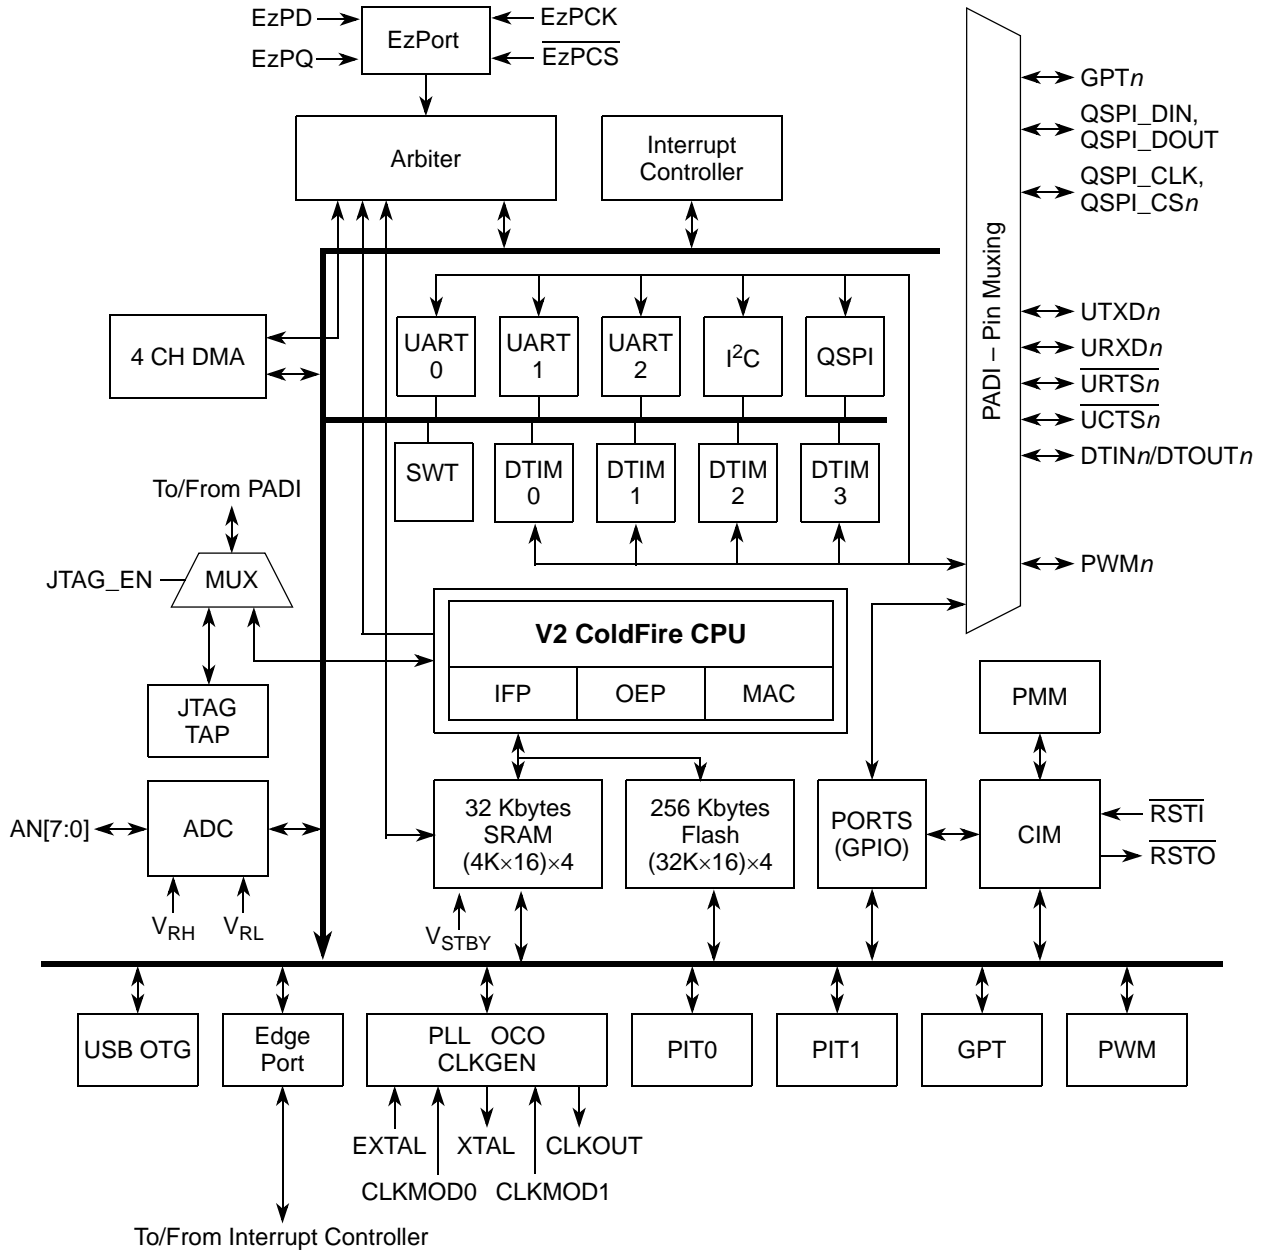 EzPD
EzPQ
EzPort
EzPCK
EzPCS
Arbiter
Interrupt
Controller
PADI – Pin Muxing
GPTn
QSPI_DIN,
QSPI_DOUT
QSPI_CLK,
QSPI_CSn
UTXDn
URXDn
URTSn
UCTSn
DTINn/DTOUTn
PWMn
4 CH DMA
UART
0
UART
1
UART
2
I²C
QSPI
SWT
DTIM
0
DTIM
1
DTIM
2
DTIM
3
To/From PADI
JTAG_EN
MUX
JTAG
TAP
V2 ColdFire CPU
IFP
OEP
MAC
PMM
AN[7:0]
ADC
VRH
VRL
32 Kbytes
SRAM
(4K×16)×4
VSTBY
256 Kbytes
Flash
(32K×16)×4
PORTS
(GPIO)
CIM
RSTI
RSTO
USB OTG
Edge
Port
PLL OCO
CLKGEN
PIT0
PIT1
GPT
PWM
EXTAL
XTAL
CLKOUT
CLKMOD0
CLKMOD1
To/From Interrupt Controller